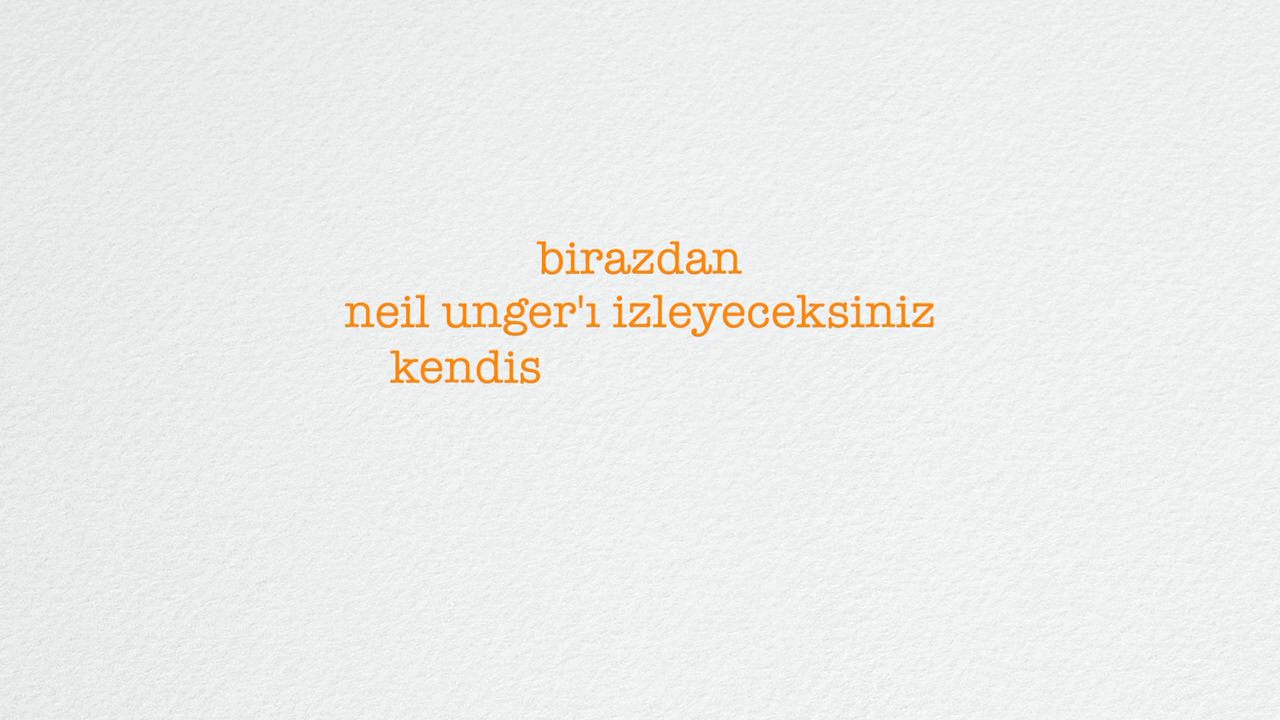 birazdan
neil unger'ı izleyeceksiniz
kendis